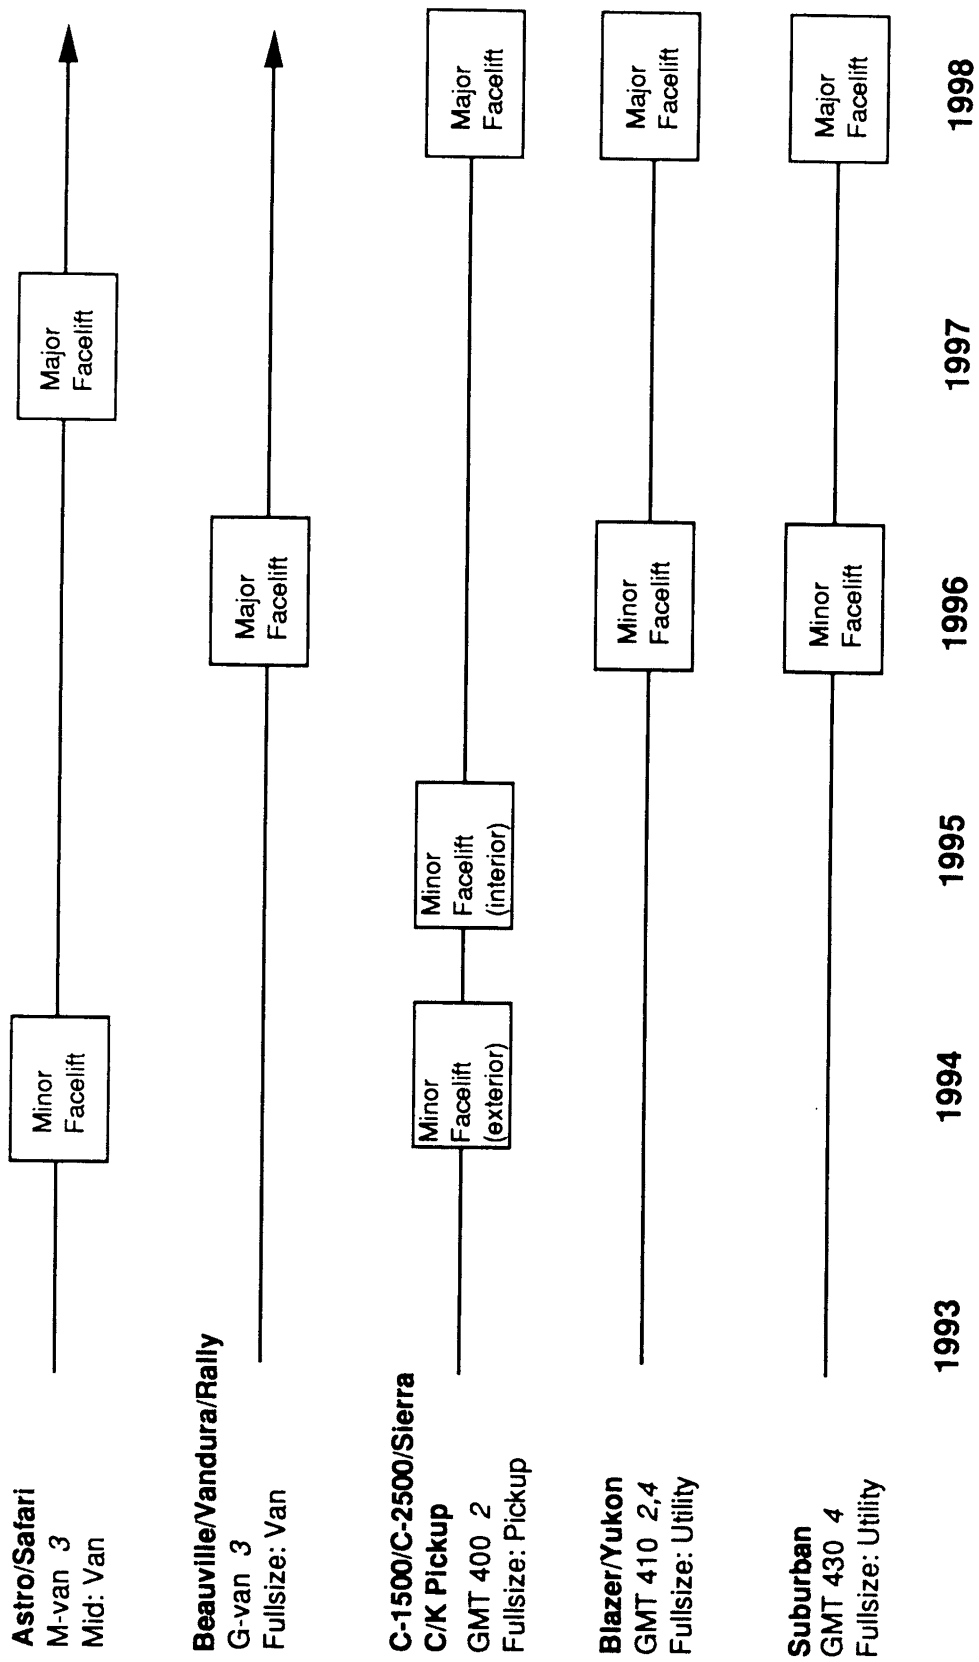 Astro/Safari
M-van 3
Mid: Van
Minor
Facelift
Major
Facelift
Beauville/Vandura/Rally
G-van 3
Fullsize: Van
Major
Facelift
C-1500/C-2500/Sierra
C/K Pickup
GMT 400 2
Fullsize: Pickup
Minor
Facelift
(exterior)
Minor
Facelift
(interior)
Major
Facelift
Blazer/Yukon
GMT 410 2,4
Fullsize: Utility
Minor
Facelift
Major
Facelift
Suburban
GMT 430 4
Fullsize: Utility
Minor
Facelift
Major
Facelift
1993 1994 1995 1996 1997 1998